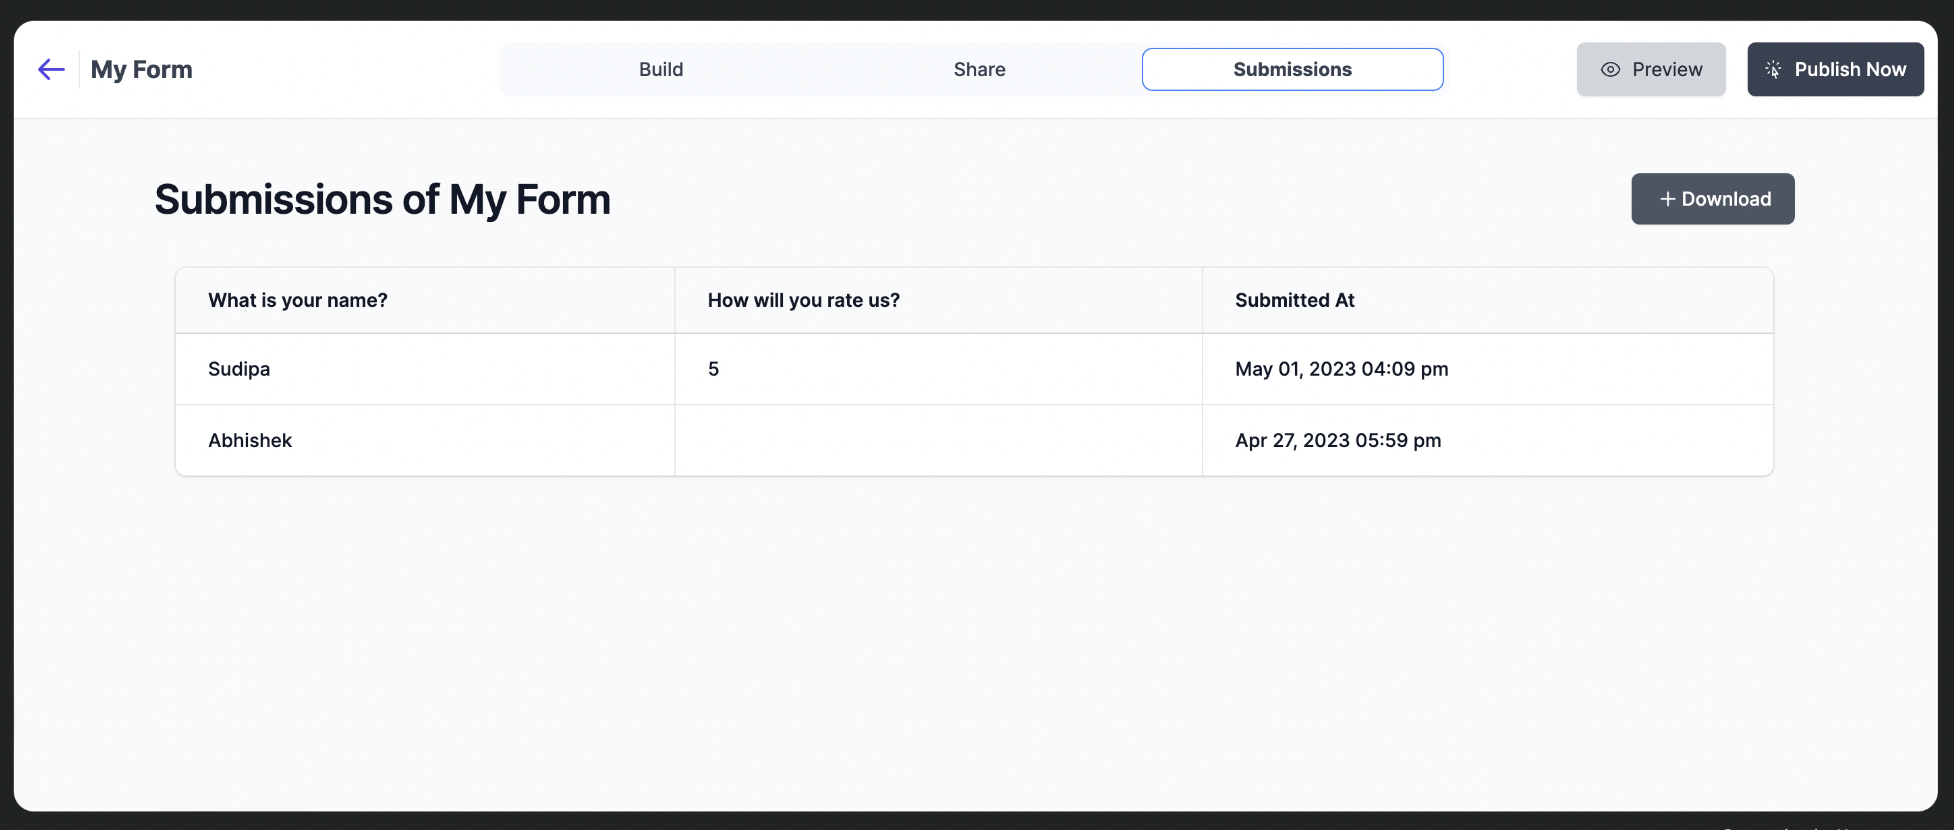 My Form
Build
Share
Submissions
Preview
Publish Now
Submissions of My Form
+ Download
What is your name? How will you rate us? Submitted At
Sudipa 5 May 01, 2023 04:09 pm
Abhishek Apr 27, 2023 05:59 pm